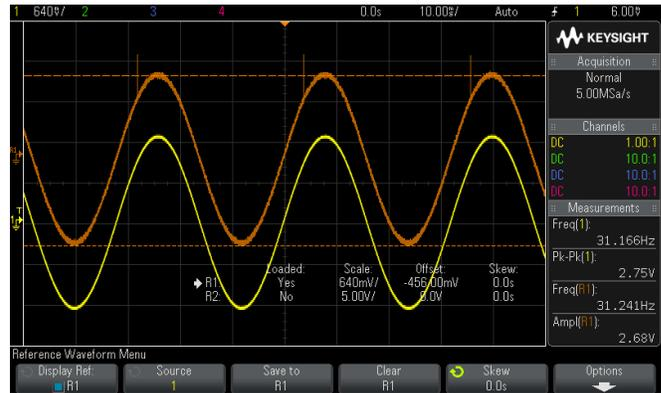 1 640V/ 2 3 4 0.0s 10.00%/ Auto 1 6.00V
KEYSIGHT
Acquisition
Normal
5.00MSa/s
Channels
DC 1.00:1
DC 10.0:1
DC 10.0:1
DC 10.0:1
Measurements
Freq(1):
31.166Hz
Pk-Pk(1):
2.75V
Freq(R1):
31.241Hz
Ampl(R1):
2.68V
R1
1
T
Loaded: Scale: Offset: Skew:
R1: Yes 640mV/ -456.00mV 0.0s
R2: No 5.00V/ 0.0V 0.0s
Reference Waveform Menu
Display Ref: Source Save to Clear Skew Options
R1 1 R1 R1 0.0s